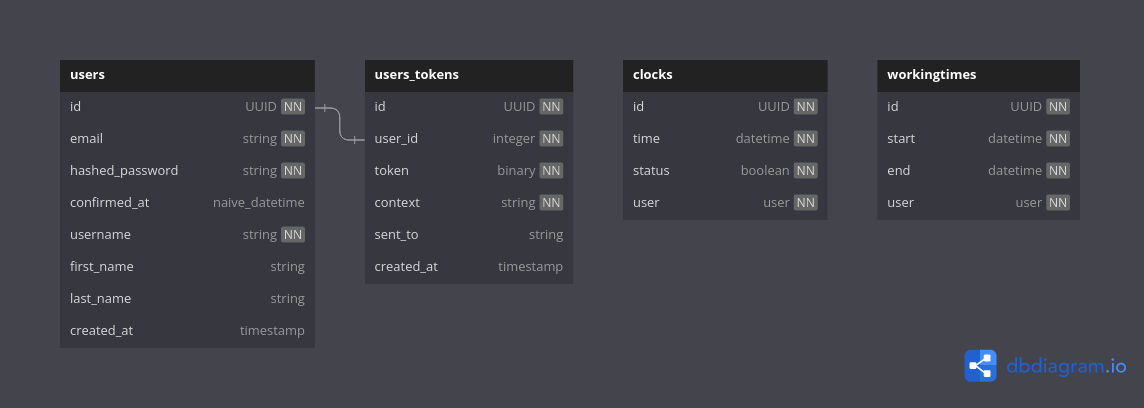 users
id UUID NN
email string NN
hashed_password string NN
confirmed_at naive_datetime
username string NN
first_name string
last_name string
created_at timestamp
users_tokens
id UUID NN
user_id integer NN
token binary NN
context string NN
sent_to string
created_at timestamp
clocks
id UUID NN
time datetime NN
status boolean NN
user user NN
workingtimes
id UUID NN
start datetime NN
end datetime NN
user user NN
dbdiagram.io